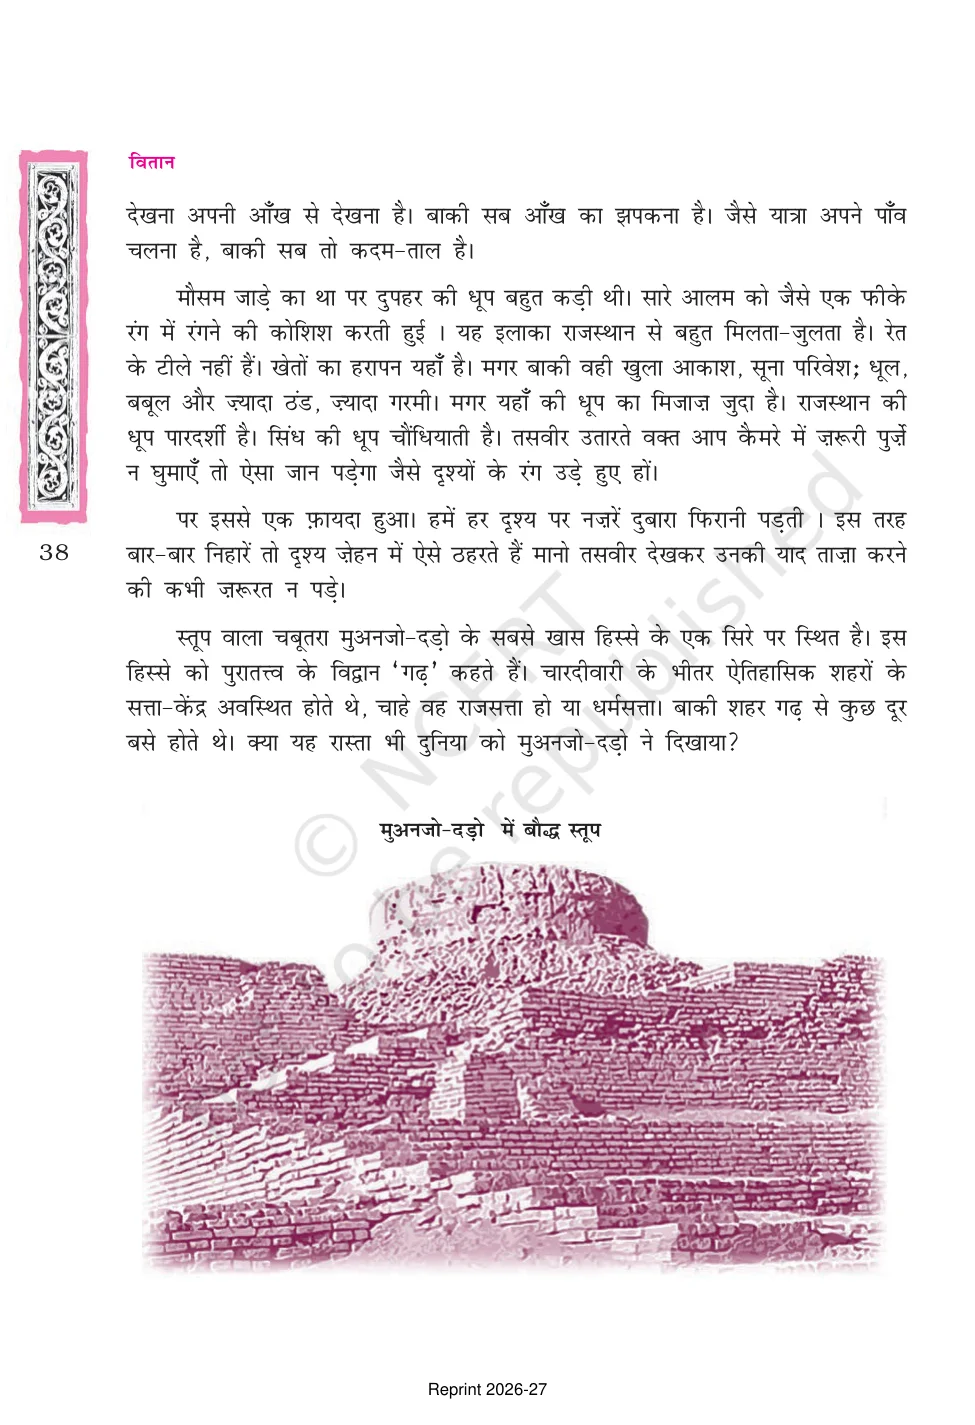 वितान
देखना अपनी आँख से देखना है। बाकी सब आँख का झपकना है। जैसे यात्रा अपने पाँव
चलना है, बाकी सब तो कदम-ताल है।
मौसम जाड़े का था पर दुपहर की धूप बहुत कड़ी थी। सारे आलम को जैसे एक फीके
रंग में रंगने की कोशिश करती हुई । यह इलाका राजस्थान से बहुत मिलता-जुलता है। रेत
के टीले नहीं हैं। खेतों का हरापन यहाँ है। मगर बाकी वही खुला आकाश, सूना परिवेश; धूल,
बबूल और ज़्यादा ठंड, ज़्यादा गरमी। मगर यहाँ की धूप का मिजाज़ जुदा है। राजस्थान की
धूप पारदर्शी है। सिंध की धूप चौंधियाती है। तसवीर उतारते वक्त आप कैमरे में ज़रूरी पुर्ज़े
न घुमाएँ तो ऐसा जान पड़ेगा जैसे दृश्यों के रंग उड़े हुए हों।
पर इससे एक फ़ायदा हुआ। हमें हर दृश्य पर नज़रें दुबारा फिरानी पड़ती । इस तरह
38
बार-बार निहारें तो दृश्य ज़ेहन में ऐसे ठहरते हैं मानो तसवीर देखकर उनकी याद ताज़ा करने
की कभी ज़रूरत न पड़े।
स्तूप वाला चबूतरा मुअनजो-दड़ो के सबसे खास हिस्से के एक सिरे पर स्थित है। इस
हिस्से को पुरातत्त्व के विद्वान ‘गढ़’ कहते हैं। चारदीवारी के भीतर ऐतिहासिक शहरों के
सत्ता-केंद्र अवस्थित होते थे, चाहे वह राजसत्ता हो या धर्मसत्ता। बाकी शहर गढ़ से कुछ दूर
बसे होते थे। क्या यह रास्ता भी दुनिया को मुअनजो-दड़ो ने दिखाया?
मुअनजो-दड़ो में बौद्ध स्तूप
© NCERT
not to be republished
Reprint 2026-27